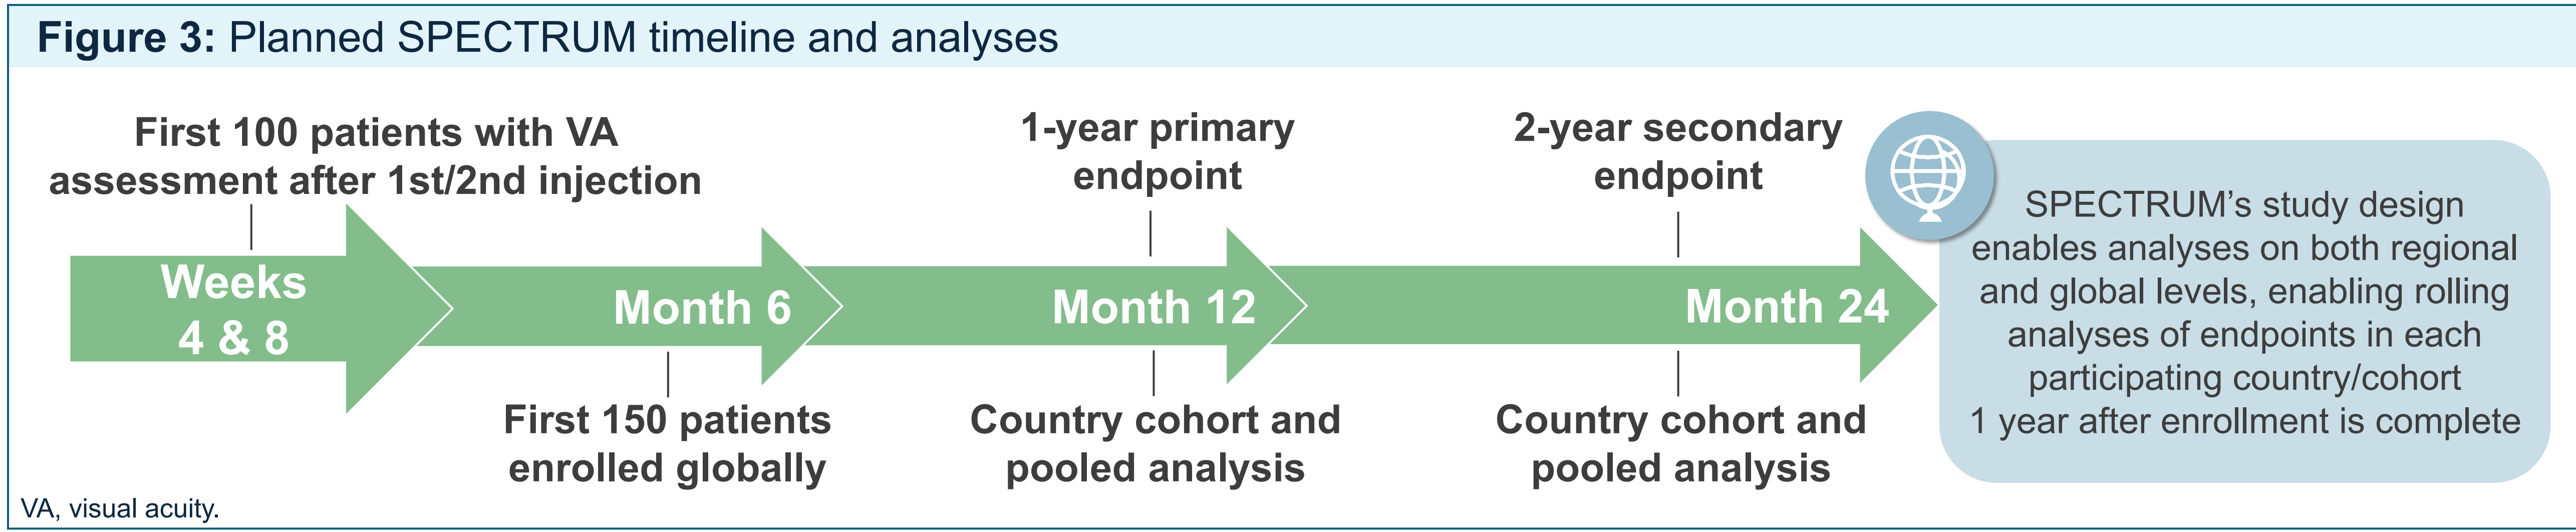 Figure 3: Planned SPECTRUM timeline and analyses
First 100 patients with VA
assessment after 1st/2nd injection
1-year primary
endpoint
2-year secondary
endpoint
Weeks
4 & 8
Month 6
Month 12
Month 24
First 150 patients
enrolled globally
Country cohort and
pooled analysis
Country cohort and
pooled analysis
SPECTRUM’s study design
enables analyses on both regional
and global levels, enabling rolling
analyses of endpoints in each
participating country/cohort
1 year after enrollment is complete
VA, visual acuity.